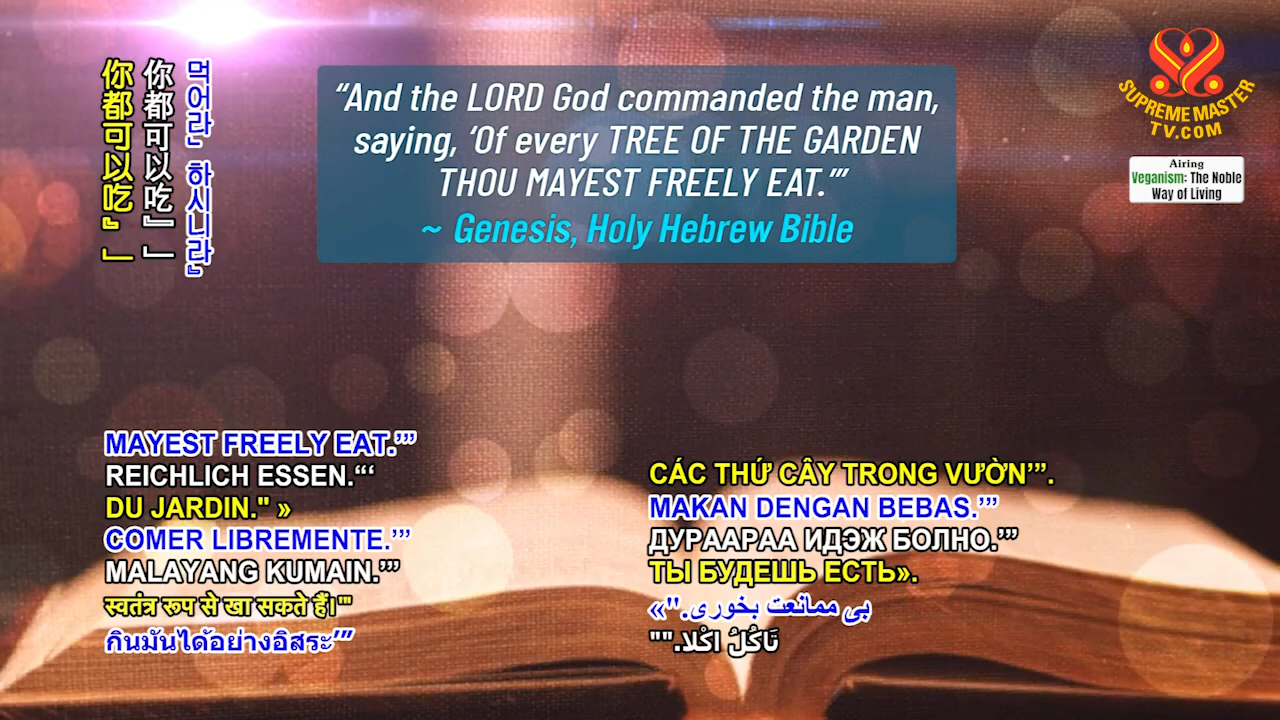 “And the LORD God commanded the man,
saying, ‘Of every TREE OF THE GARDEN
THOU MAYEST FREELY EAT.’”
~ Genesis, Holy Hebrew Bible
SUPREME MASTER
TV.COM
Airing
Veganism: The Noble
Way of Living
먹어라」 하시니라』
你都可以吃』」
你都可以吃』」
MAYEST FREELY EAT.’”
REICHLICH ESSEN.“‘
DU JARDIN." »
COMER LIBREMENTE.’”
MALAYANG KUMAIN.’”
स्वतंत्र रूप से खा सकते हैं।'"
กินมันได้อย่างอิสระ’”
CÁC THỨ CÂY TRONG VƯỜN’”.
MAKAN DENGAN BEBAS.’”
ДУРААРАА ИДЭЖ БОЛНО.’”
ТЫ БУДЕШЬ ЕСТЬ».
بی ممانعت بخوری."»
تَاكُلُ اكْلا.""